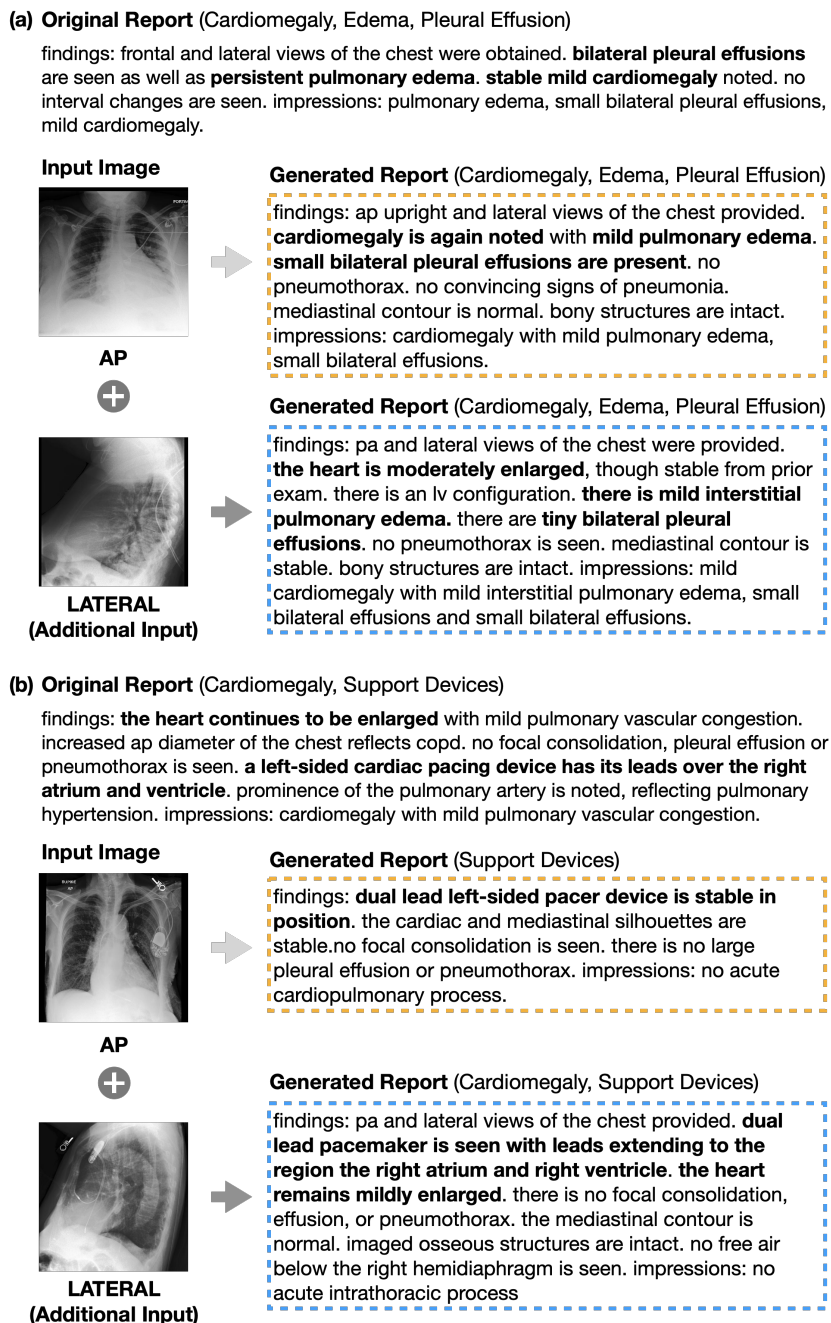 (a) Original Report (Cardiomegaly, Edema, Pleural Effusion)
findings: frontal and lateral views of the chest were obtained. bilateral pleural effusions
are seen as well as persistent pulmonary edema. stable mild cardiomegaly noted. no
interval changes are seen. impressions: pulmonary edema, small bilateral pleural effusions,
mild cardiomegaly.
Input Image
Generated Report (Cardiomegaly, Edema, Pleural Effusion)
findings: ap upright and lateral views of the chest provided.
cardiomegaly is again noted with mild pulmonary edema.
small bilateral pleural effusions are present. no
pneumothorax. no convincing signs of pneumonia.
mediastinal contour is normal. bony structures are intact.
impressions: cardiomegaly with mild pulmonary edema,
small bilateral effusions.
AP
+
Generated Report (Cardiomegaly, Edema, Pleural Effusion)
findings: pa and lateral views of the chest were provided.
the heart is moderately enlarged, though stable from prior
exam. there is an lv configuration. there is mild interstitial
pulmonary edema. there are tiny bilateral pleural
effusions. no pneumothorax is seen. mediastinal contour is
stable. bony structures are intact. impressions: mild
cardiomegaly with mild interstitial pulmonary edema, small
bilateral effusions and small bilateral effusions.
LATERAL
(Additional Input)
(b) Original Report (Cardiomegaly, Support Devices)
findings: the heart continues to be enlarged with mild pulmonary vascular congestion.
increased ap diameter of the chest reflects copd. no focal consolidation, pleural effusion or
pneumothorax is seen. a left-sided cardiac pacing device has its leads over the right
atrium and ventricle. prominence of the pulmonary artery is noted, reflecting pulmonary
hypertension. impressions: cardiomegaly with mild pulmonary vascular congestion.
Input Image
Generated Report (Support Devices)
findings: dual lead left-sided pacer device is stable in
position. the cardiac and mediastinal silhouettes are
stable.no focal consolidation is seen. there is no large
pleural effusion or pneumothorax. impressions: no acute
cardiopulmonary process.
AP
+
Generated Report (Cardiomegaly, Support Devices)
findings: pa and lateral views of the chest provided. dual
lead pacemaker is seen with leads extending to the
region the right atrium and right ventricle. the heart
remains mildly enlarged. there is no focal consolidation,
effusion, or pneumothorax. the mediastinal contour is
normal. imaged osseous structures are intact. no free air
below the right hemidiaphragm is seen. impressions: no
acute intrathoracic process
LATERAL
(Additional Input)